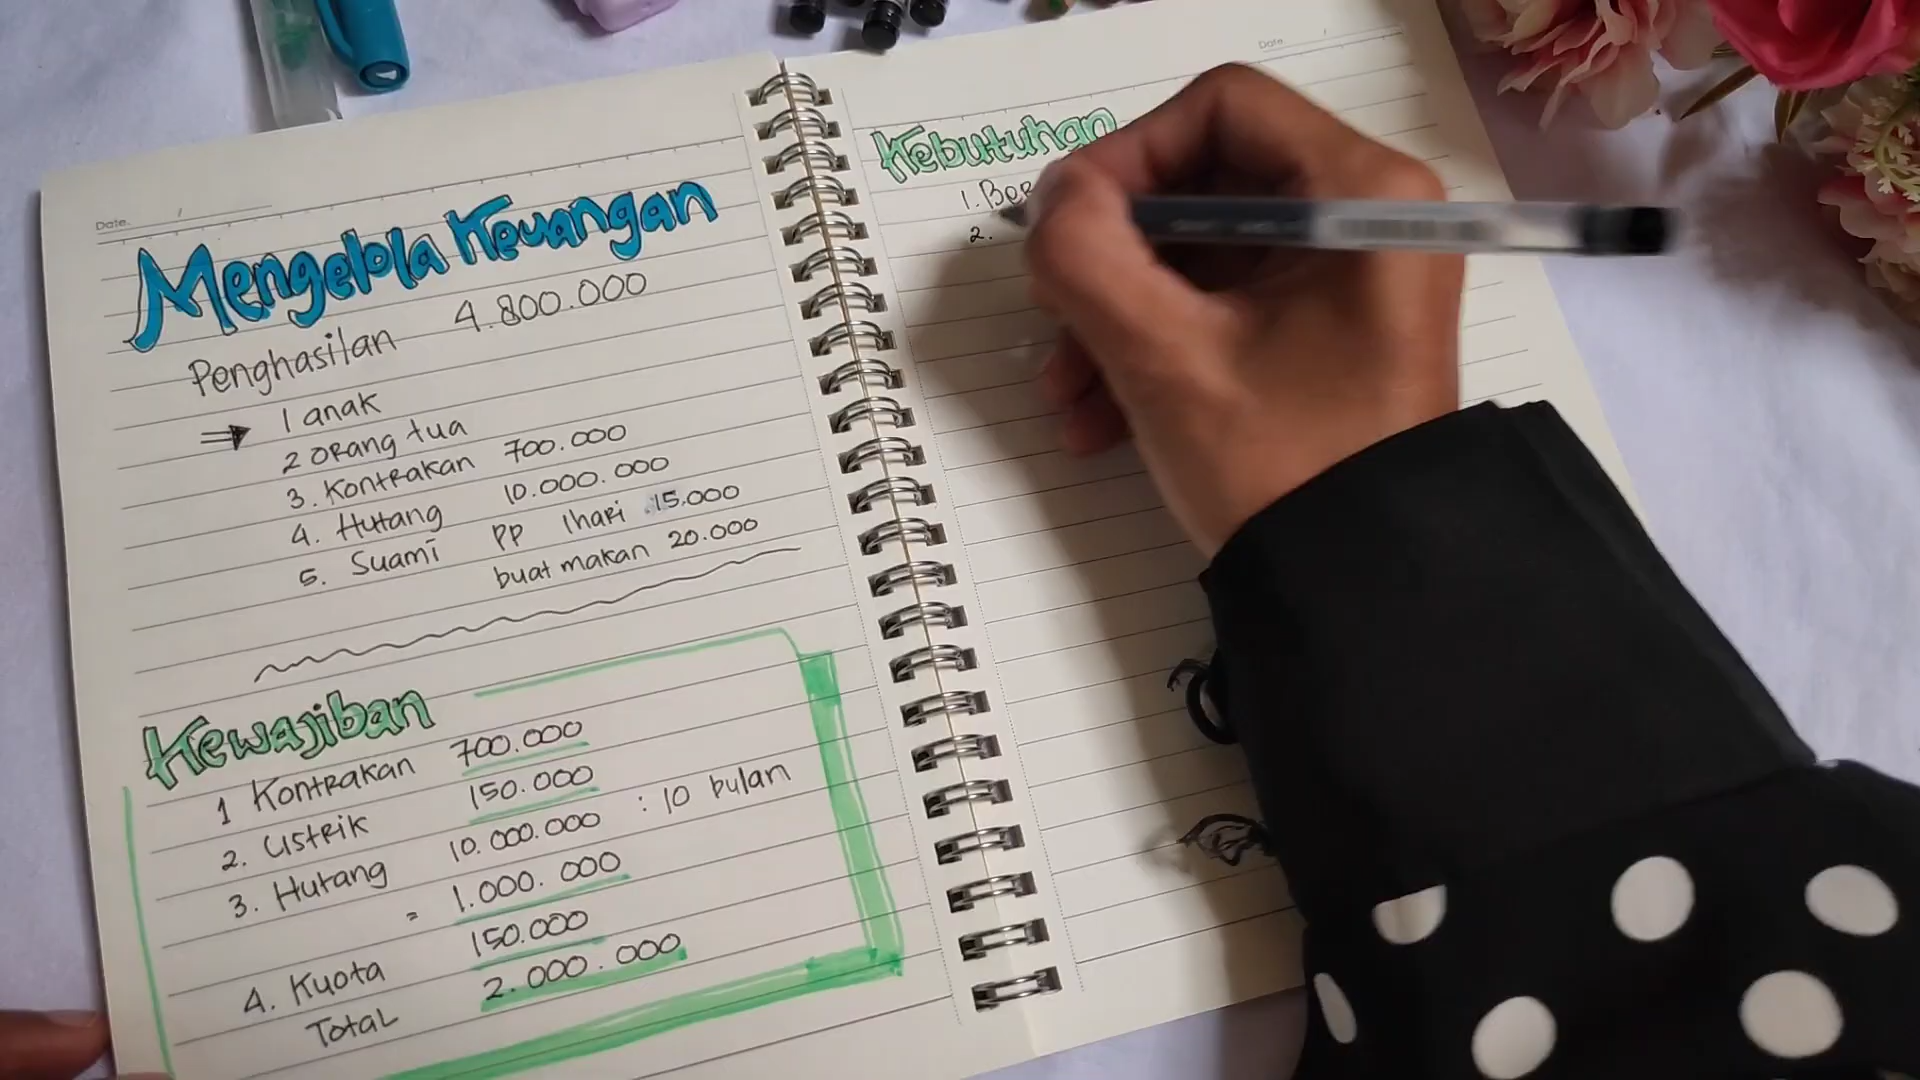 Date. /
Mengelola Keuangan
Penghasilan 4.800.000
1 anak
2 orang tua
3. Kontrakan 700.000
4. Hutang 10.000.000
5. Suami PP 1hari 15.000
buat makan 20.000
Kewajiban
1 Kontrakan 700.000
2. Listrik 150.000
3. Hutang 10.000.000 : 10 bulan
= 1.000.000
4. Kuota 150.000
Total 2.000.000
Date. /
Kebutuhan
1.
2.